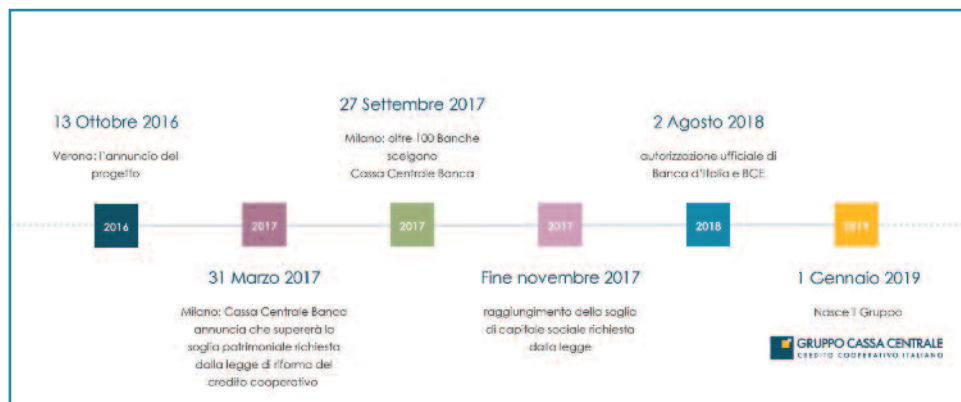 13 Ottobre 2016
Verona: l'annuncio del
progetto
27 Settembre 2017
Milano: oltre 100 Banche
scelgono
Cassa Centrale Banca
2 Agosto 2018
autorizzazione ufficiale di
Banca d'Italia e BCE
2016
2017
2017
2017
2018
2019
31 Marzo 2017
Milano: Cassa Centrale Banca
annuncia che supererà la
soglia patrimoniale richiesta
dalla legge di riforma del
credito cooperativo
Fine novembre 2017
raggiungimento della soglia
di capitale sociale richiesta
dalla legge
1 Gennaio 2019
Nasce il Gruppo
GRUPPO CASSA CENTRALE
CREDITO COOPERATIVO ITALIANO